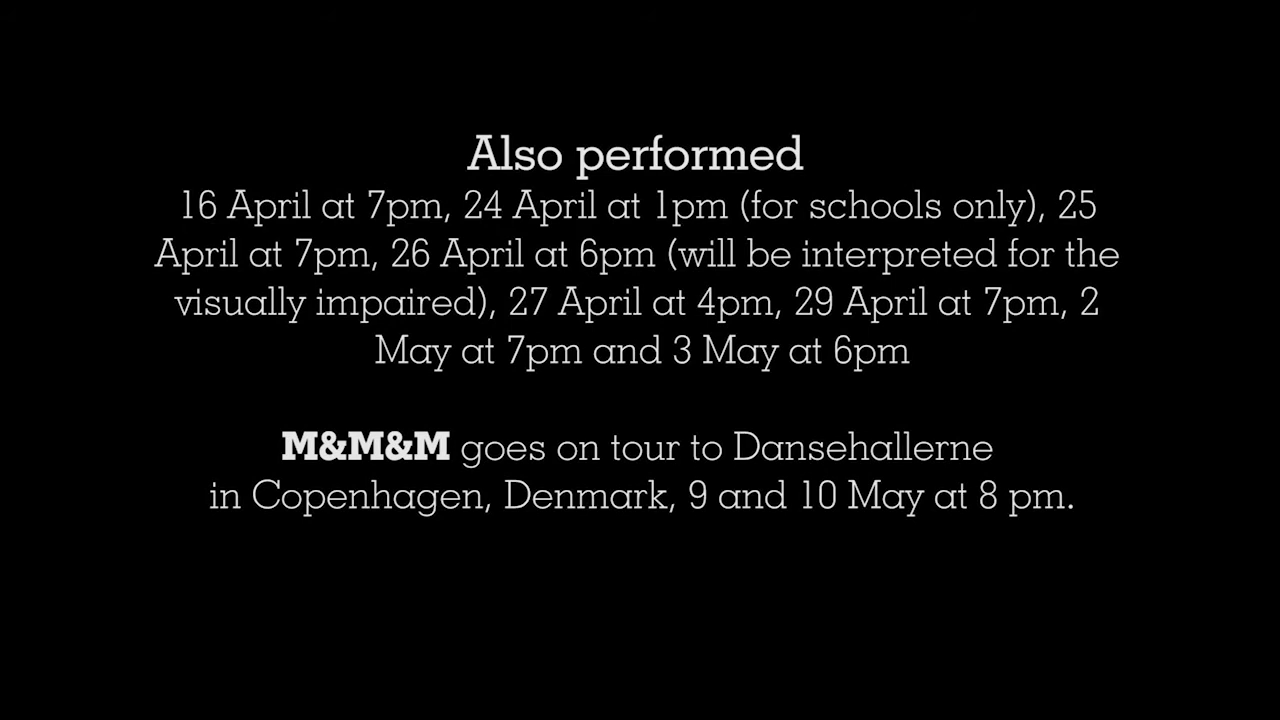 Also performed
16 April at 7pm, 24 April at 1pm (for schools only), 25
April at 7pm, 26 April at 6pm (will be interpreted for the
visually impaired), 27 April at 4pm, 29 April at 7pm, 2
May at 7pm and 3 May at 6pm
M&M&M goes on tour to Dansehallerne
in Copenhagen, Denmark, 9 and 10 May at 8 pm.